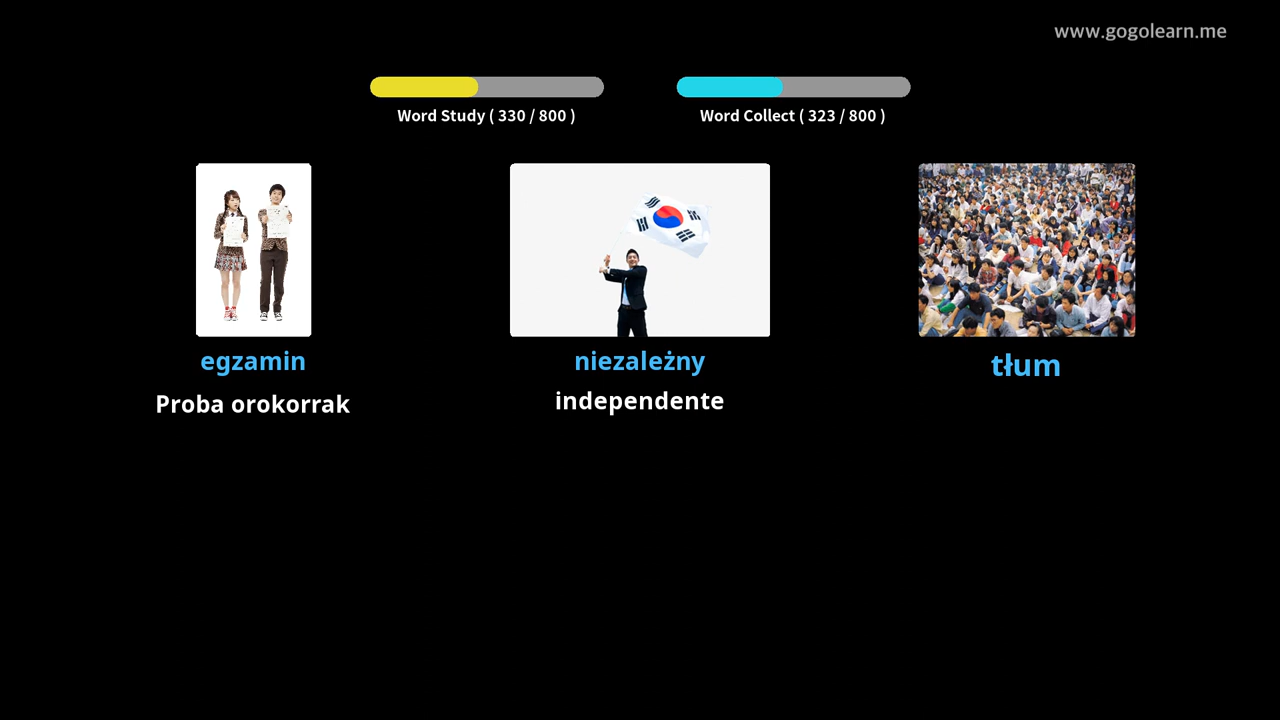 www.gogolearn.me
Word Study ( 330 / 800 )
Word Collect ( 323 / 800 )
egzamin
Proba orokorrak
niezależny
independente
tłum